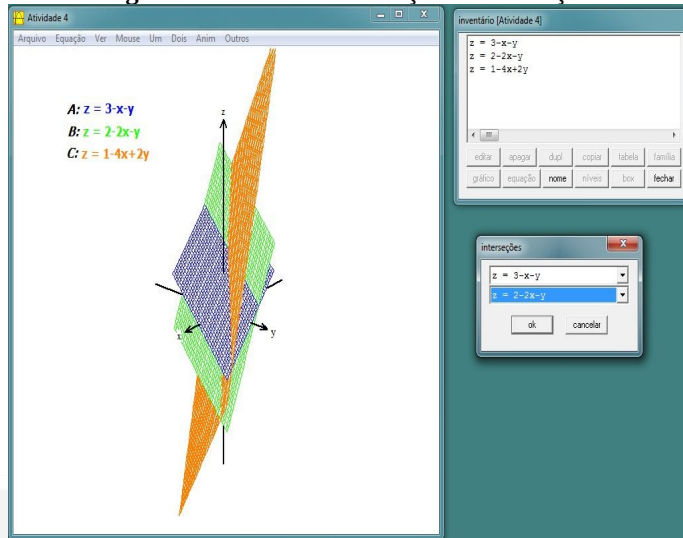 Atividade 4
Arquivo Equação Ver Mouse Um Dois Anim Outros
A: z = 3-x-y
B: z = 2-2x-y
C: z = 1-4x+2y
z
x
y
inventário [Atividade 4]
z = 3-x-y
z = 2-2x-y
z = 1-4x+2y
editar apagar dupl copiar tabela família
gráfico equação nome níveis box fechar
interseções
z = 3-x-y
z = 2-2x-y
ok cancelar